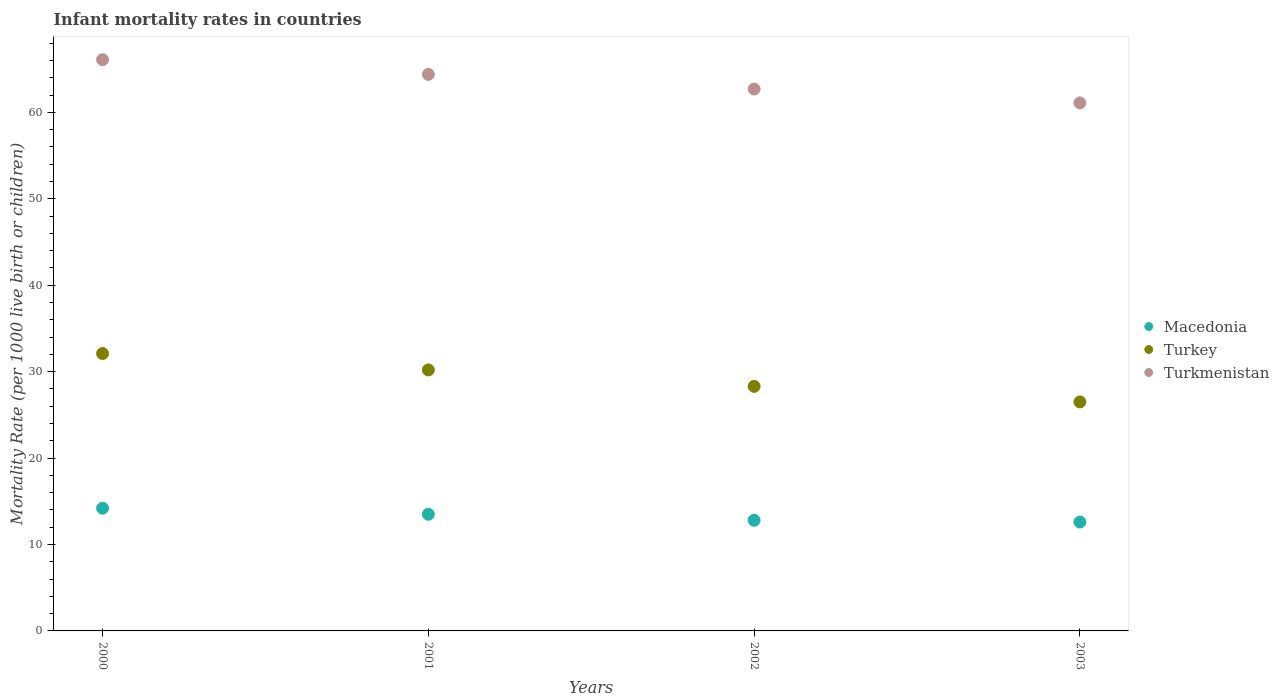 Infant mortality rates in countries
Mortality Rate (per 1000 live birth or children)
60
50
40
30
20
10
0
2000
2001
2002
2003
Years
Macedonia
Turkey
Turkmenistan